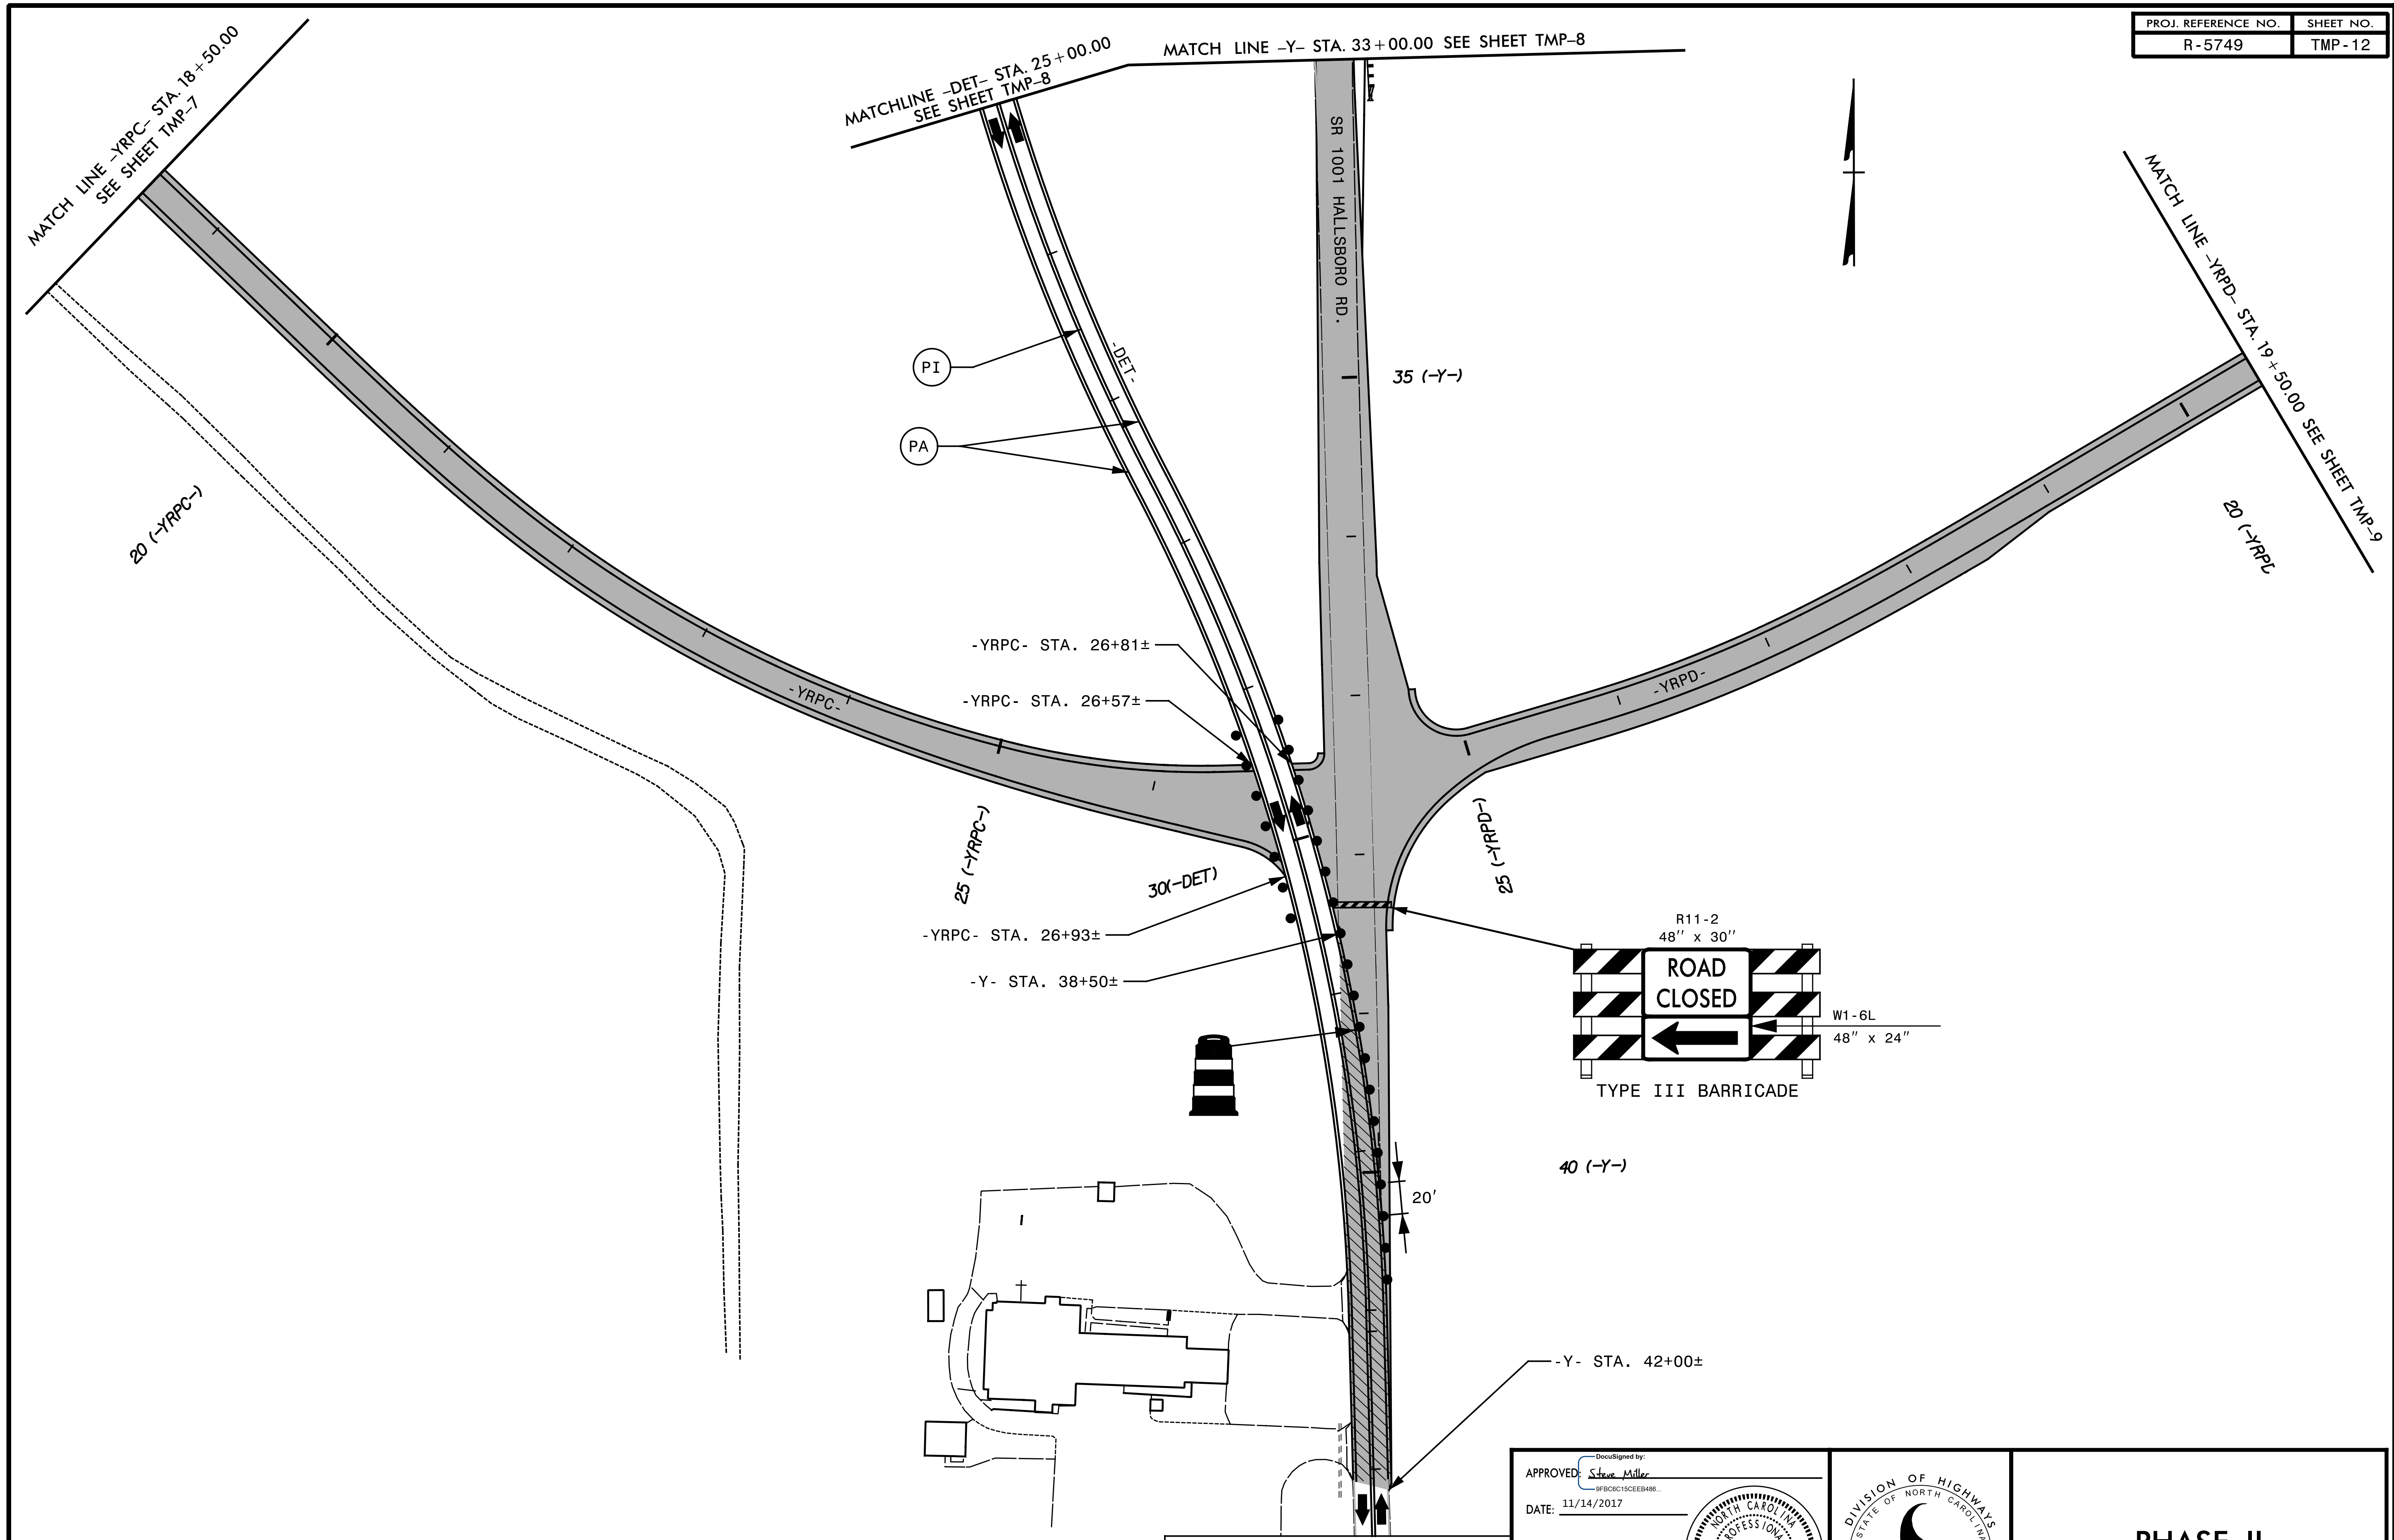 PROJ. REFERENCE NO.
SHEET NO.
R-5749
TMP-12
MATCH LINE -YRPC- STA. 18+50.00
SEE SHEET TMP-7
MATCHLINE -DET- STA. 25+00.00
SEE SHEET TMP-8
MATCH LINE -Y- STA. 33+00.00 SEE SHEET TMP-8
MATCH LINE -YRPD- STA. 19+50.00 SEE SHEET TMP-9
SR 1001 HALLSBORO RD.
-DET-
PI
PA
35 (-Y-)
20 (-YRPC-)
20 (-YRPD
-YRPC- STA. 26+81±
-YRPC- STA. 26+57±
-YRPC-
-YRPD-
25 (-YRPC-)
30(-DET)
25 (-YRPD-)
-YRPC- STA. 26+93±
-Y- STA. 38+50±
R11-2
48" x 30"
ROAD
CLOSED
W1-6L
48" x 24"
TYPE III BARRICADE
40 (-Y-)
20'
-Y- STA. 42+00±
DocuSigned by:
APPROVED: Steve Miller
9FBC6C15CEEB486...
DATE: 11/14/2017
NORTH CAROLINA
PROFESSIONA
DIVISION OF HIGHWAYS
STATE OF NORTH CAROLINA
PHASE II